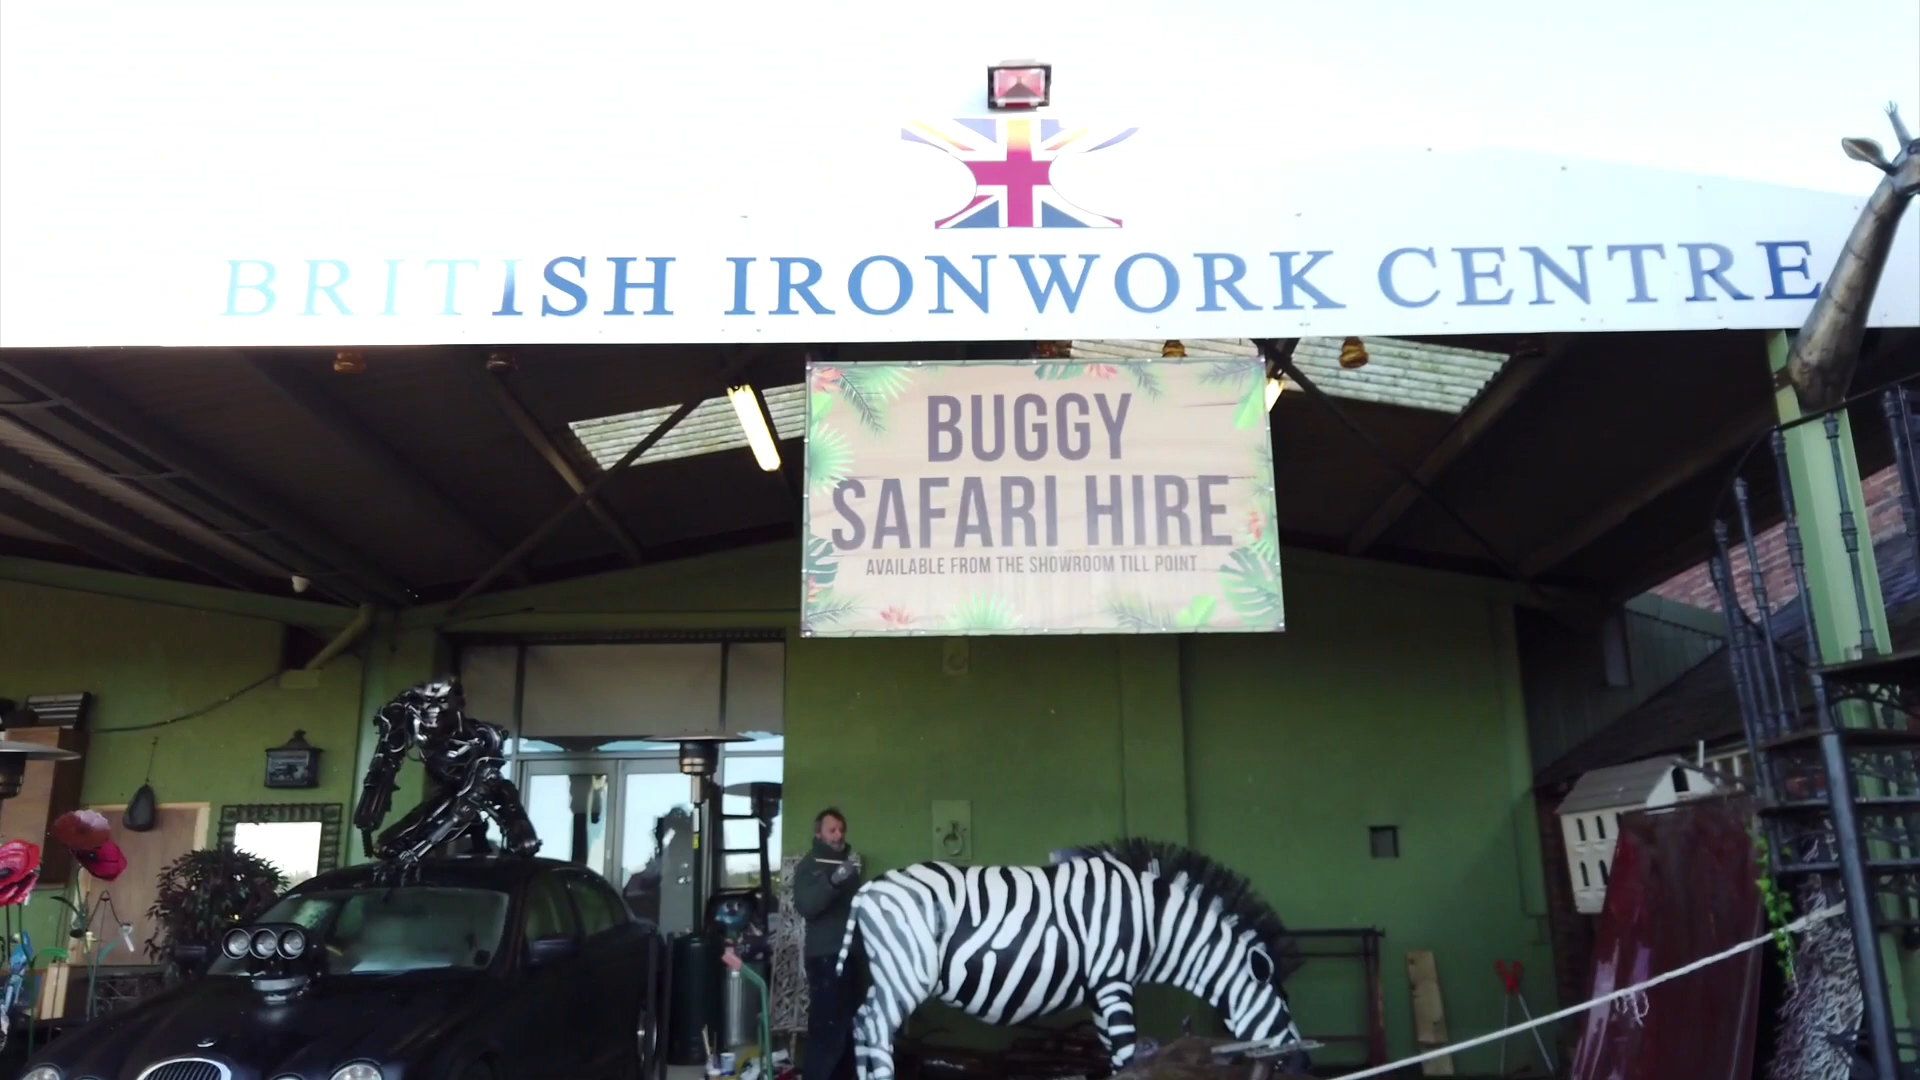 BRITISH IRONWORK CENTRE
BUGGY
SAFARI HIRE
AVAILABLE FROM THE SHOWROOM TILL POINT